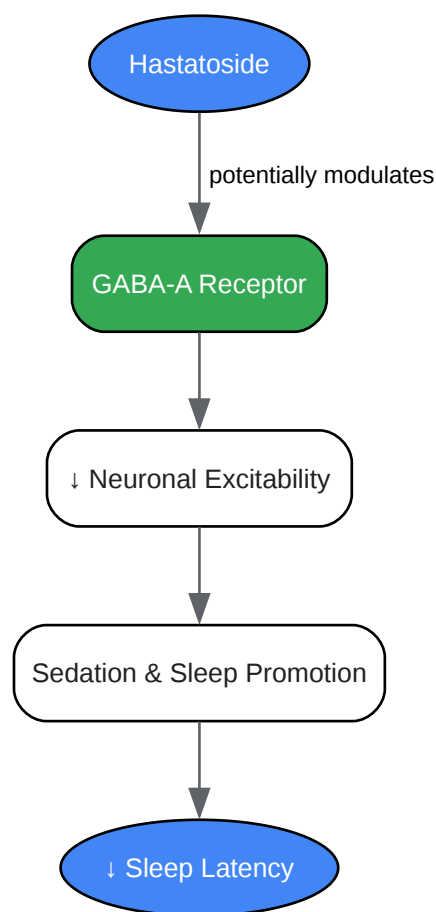 Hastatoside
potentially modulates
GABA-A Receptor
↓ Neuronal Excitability
Sedation & Sleep Promotion
↓ Sleep Latency